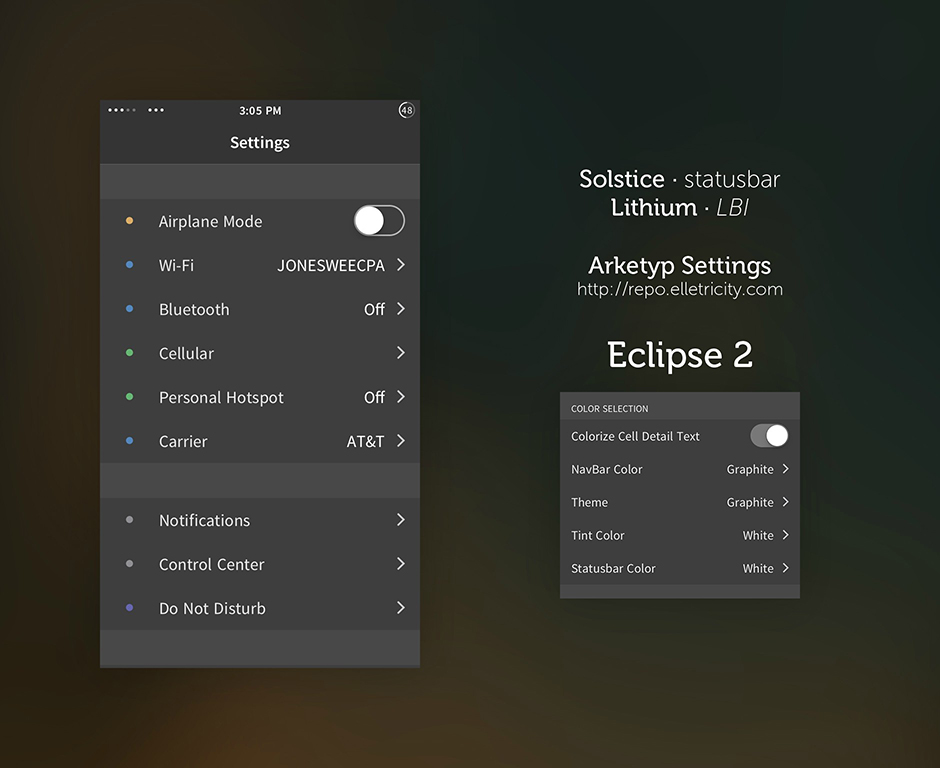 3:05 PM
48
Settings
Airplane Mode
Wi-Fi JONESWEECPA
Bluetooth Off
Cellular
Personal Hotspot Off
Carrier AT&T
Notifications
Control Center
Do Not Disturb
Solstice · statusbar
Lithium · LBI
Arketyp Settings
http://repo.elletricity.com
Eclipse 2
COLOR SELECTION
Colorize Cell Detail Text
NavBar Color Graphite
Theme Graphite
Tint Color White
Statusbar Color White